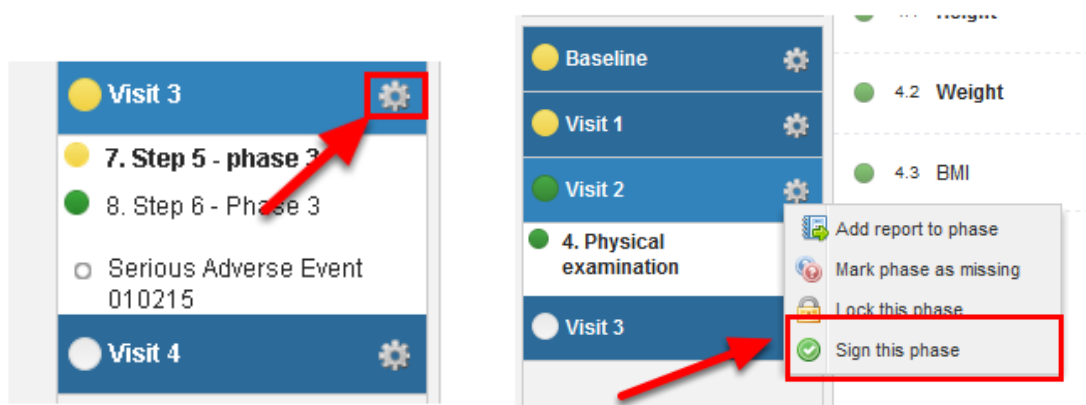 Visit 3
7. Step 5 - phase 3
8. Step 6 - Phase 3
Serious Adverse Event
010215
Visit 4
Baseline
Visit 1
Visit 2
4. Physical
examination
Visit 3
4.2 Weight
4.3 BMI
Add report to phase
Mark phase as missing
Lock this phase
Sign this phase